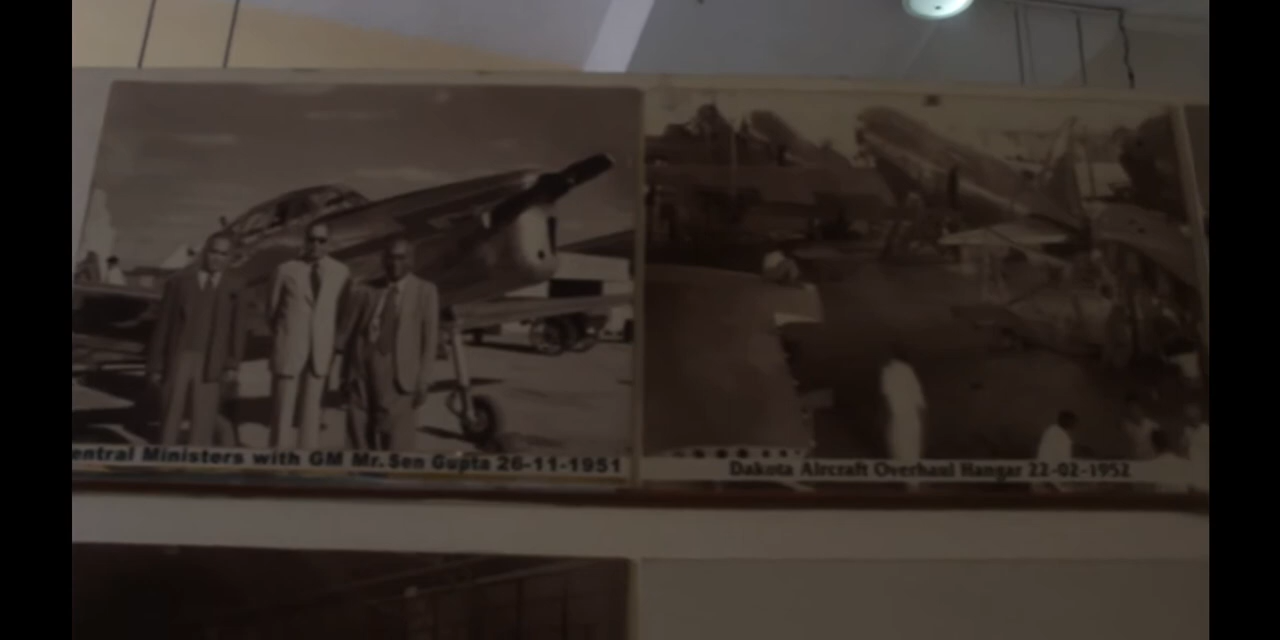 entral Ministers with GM Mr. Sen Gupta 26-11-1951
Dakota Aircraft Overhaul Hangar 22-02-1952